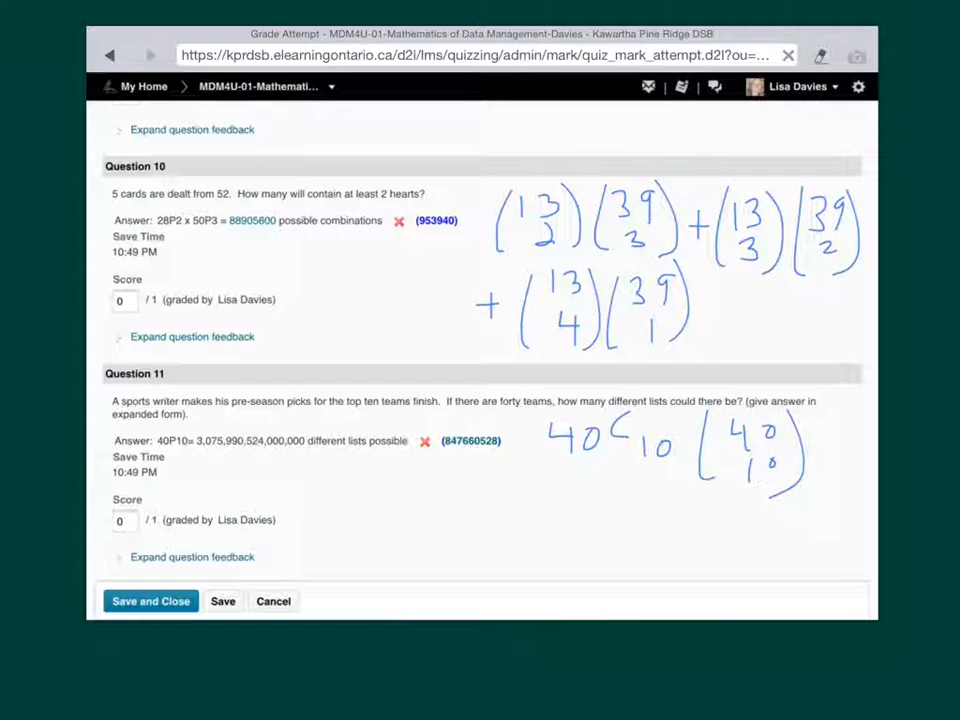 Grade Attempt - MDM4U-01-Mathematics of Data Management-Davies - Kawartha Pine Ridge DSB
https://kprdsb.elearningontario.ca/d2l/lms/quizzing/admin/mark/quiz_mark_attempt.d2l?ou=...
My Home MDM4U-01-Mathemati... Lisa Davies
Expand question feedback
Question 10
5 cards are dealt from 52. How many will contain at least 2 hearts?
Answer: 28P2 x 50P3 = 88905600 possible combinations (953940)
Save Time
10:49 PM
Score
0 / 1 (graded by Lisa Davies)
Expand question feedback
(13 2)(39 3)+(13 3)(39 2)
+(13 4)(39 1)
Question 11
A sports writer makes his pre-season picks for the top ten teams finish. If there are forty teams, how many different lists could there be? (give answer in
expanded form).
Answer: 40P10= 3,075,990,524,000,000 different lists possible (847660528)
40C10 (40 10)
Save Time
10:49 PM
Score
0 / 1 (graded by Lisa Davies)
Expand question feedback
Save and Close Save Cancel